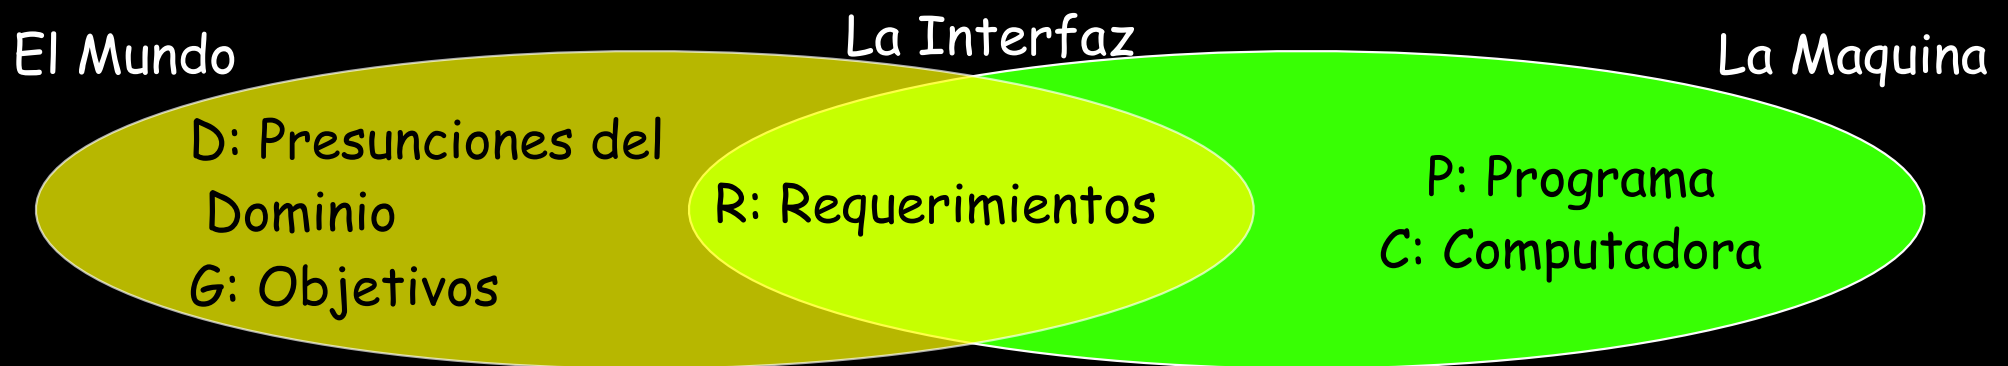 El Mundo
La Interfaz
La Maquina
D: Presunciones del
Dominio
G: Objetivos
R: Requerimientos
P: Programa
C: Computadora